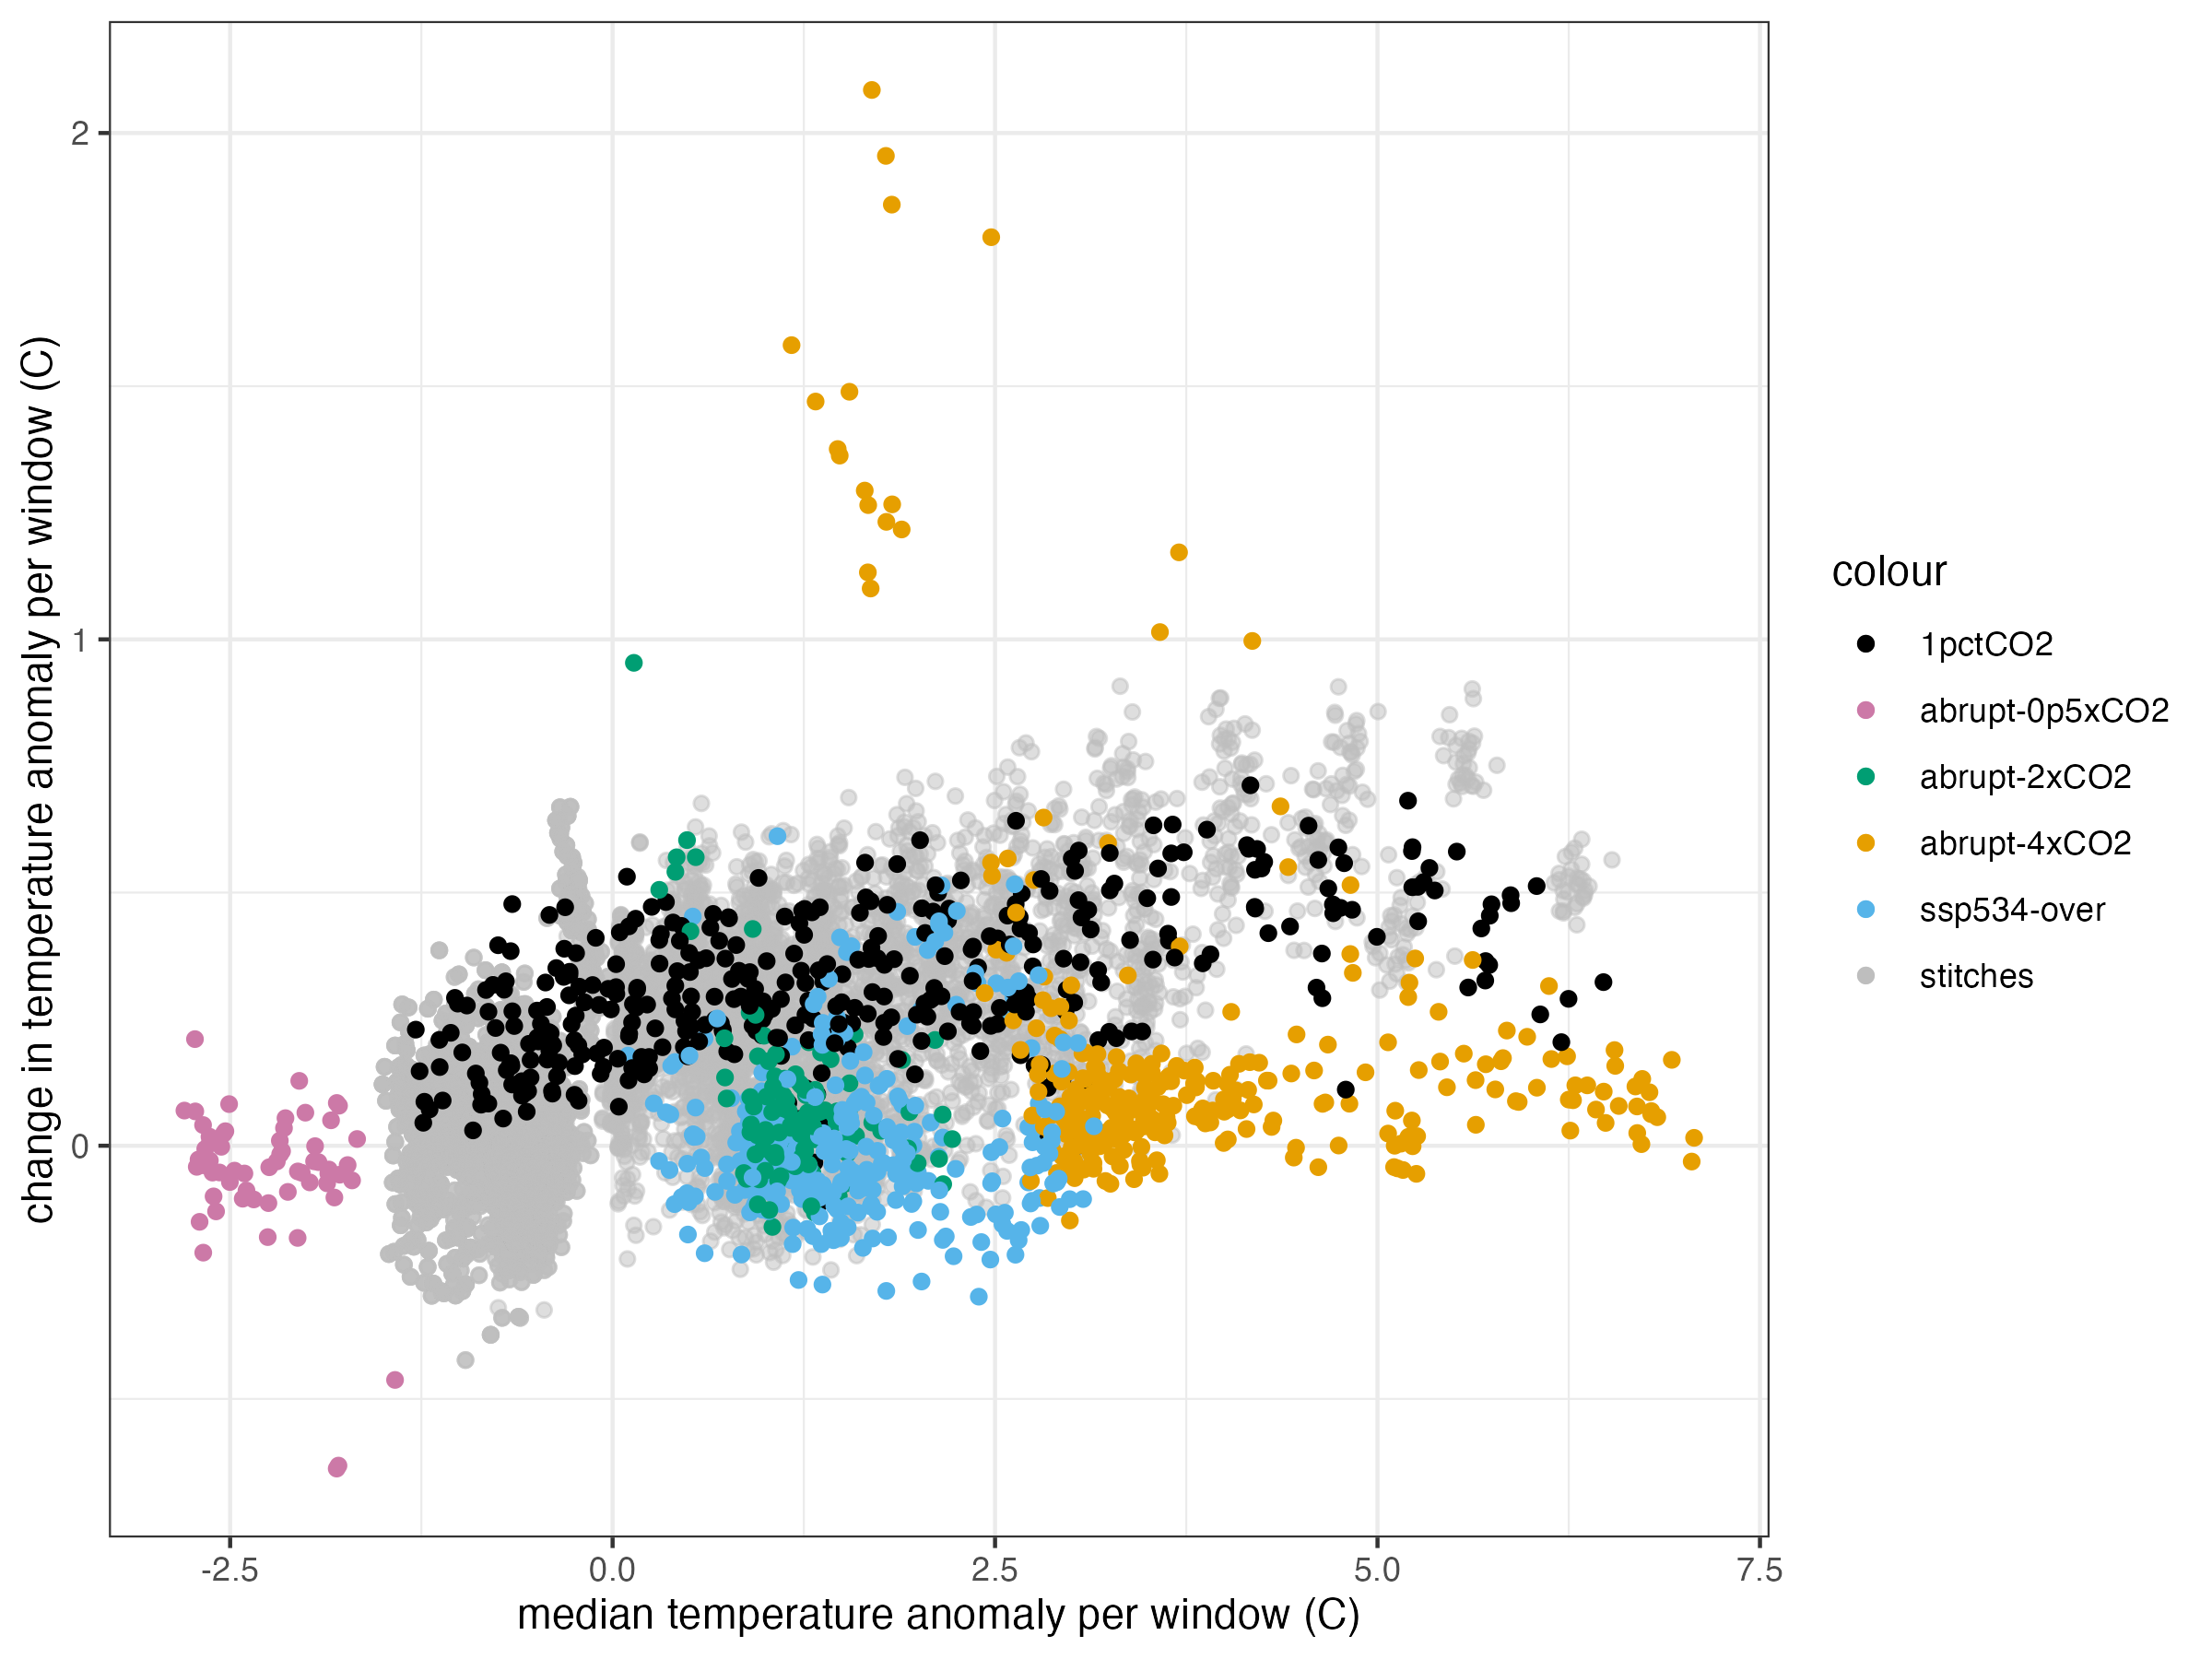 change in temperature anomaly per window (C)
2
1
0
-2.5
0.0
2.5
5.0
7.5
median temperature anomaly per window (C)
colour
1pctCO2
abrupt-0p5xCO2
abrupt-2xCO2
abrupt-4xCO2
ssp534-over
stitches